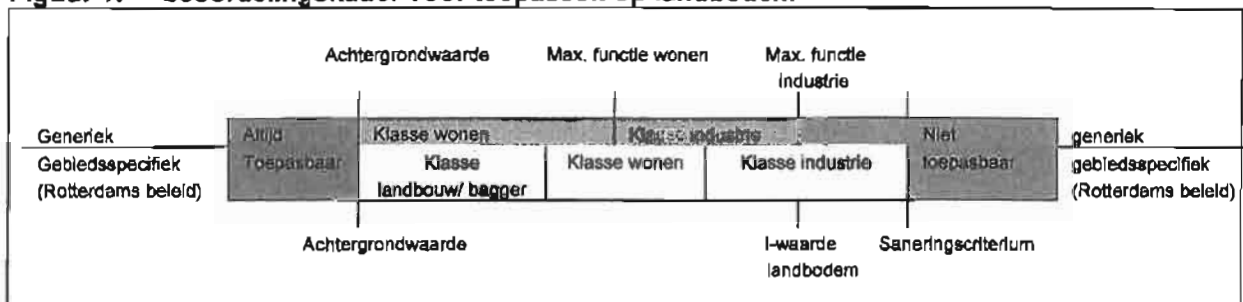 Achtergrondwaarde Max. functie wonen Max. functie
industrie
Generiek Altijd Klasse wonen Klasse industrie Niet generiek
Gebiedsspecifiek Toepasbaar Klasse Klasse wonen Klasse industrie toepasbaar gebiedsspecifiek
(Rotterdams beleid) landbouw/ bagger (Rotterdams beleid)
Achtergrondwaarde I-waarde Saneringscriterium
landbodem